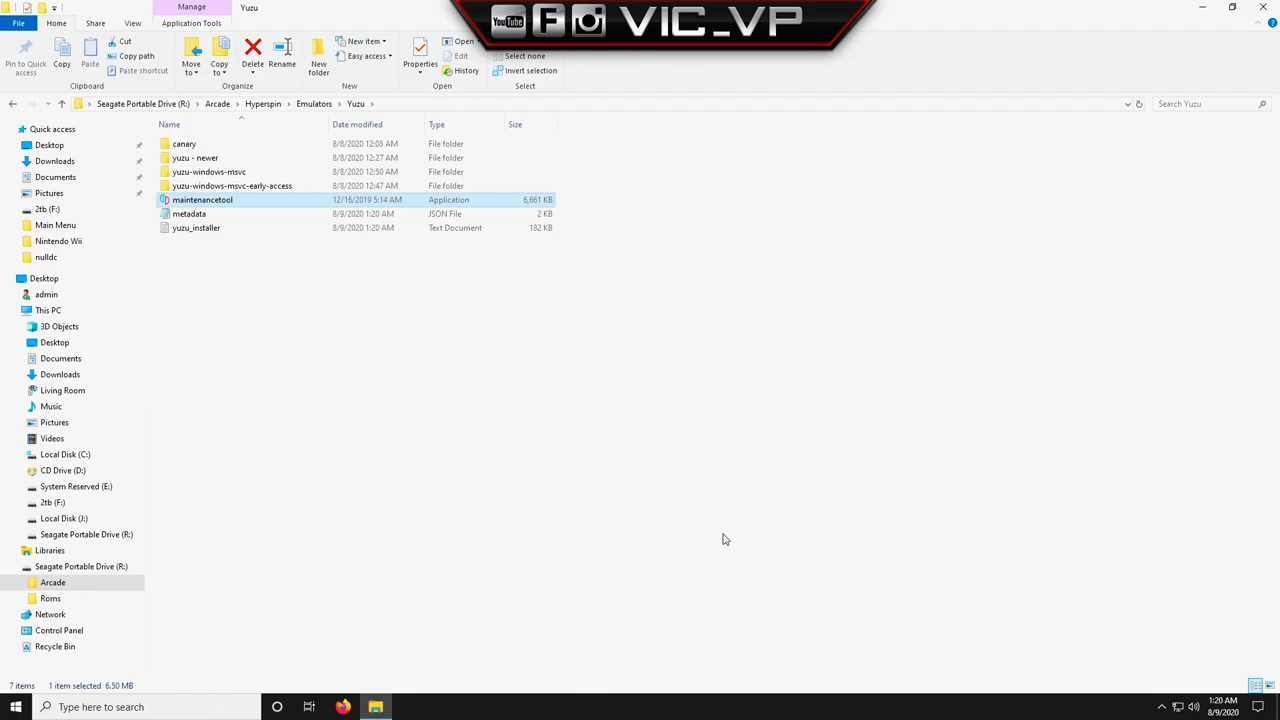 Manage
Yuzu
YouTube VIC_VP
File Home Share View Application Tools
Pin to Quick access
Copy
Paste
Cut
Copy path
Paste shortcut
Clipboard
Move to
Copy to
Delete
Rename
Organize
New folder
New item
Easy access
New
Properties
Open
Edit
History
Open
Select none
Invert selection
Select
Seagate Portable Drive (R:) Arcade Hyperspin Emulators Yuzu
Search Yuzu
Name Date modified Type Size
canary 8/8/2020 12:05 AM File folder
yuzu - newer 8/8/2020 12:27 AM File folder
yuzu-windows-msvc 8/8/2020 12:50 AM File folder
yuzu-windows-msvc-early-access 8/8/2020 12:47 AM File folder
maintenancetool 12/16/2019 5:14 AM Application 6,661 KB
metadata 8/9/2020 1:20 AM JSON File 2 KB
yuzu_installer 8/9/2020 1:20 AM Text Document 182 KB
Quick access
Desktop
Downloads
Documents
Pictures
2tb (F:)
Main Menu
Nintendo Wii
nulldc
Desktop
admin
This PC
3D Objects
Desktop
Documents
Downloads
Living Room
Music
Pictures
Videos
Local Disk (C:)
CD Drive (D:)
System Reserved (E:)
2tb (F:)
Local Disk (J:)
Seagate Portable Drive (R:)
Libraries
Seagate Portable Drive (R:)
Arcade
Roms
Network
Control Panel
Recycle Bin
7 items 1 item selected 6.50 MB
Type here to search
1:20 AM
8/9/2020